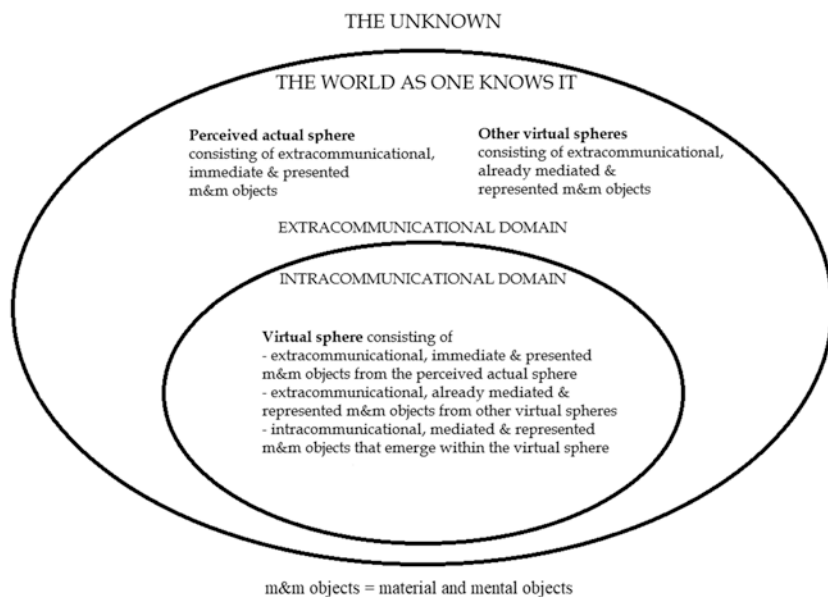 THE UNKNOWN
THE WORLD AS ONE KNOWS IT
Perceived actual sphere
consisting of extracommunicational,
immediate & presented
m&m objects
Other virtual spheres
consisting of extracommunicational,
already mediated &
represented m&m objects
EXTRACOMMUNICATIONAL DOMAIN
INTRACOMMUNICATIONAL DOMAIN
Virtual sphere consisting of
- extracommunicational, immediate & presented
m&m objects from the perceived actual sphere
- extracommunicational, already mediated &
represented m&m objects from other virtual spheres
- intracommunicational, mediated & represented
m&m objects that emerge within the virtual sphere
m&m objects = material and mental objects